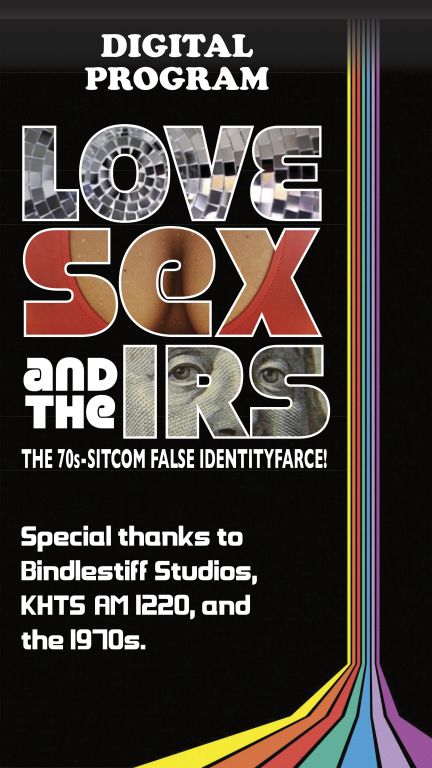 DIGITAL
PROGRAM
LOVE
SEX
AND THE IRS
THE 70s-SITCOM FALSE IDENTITYFARCE!
Special thanks to
Bindlestiff Studios,
KHTS AM 1220, and
the 1970s.